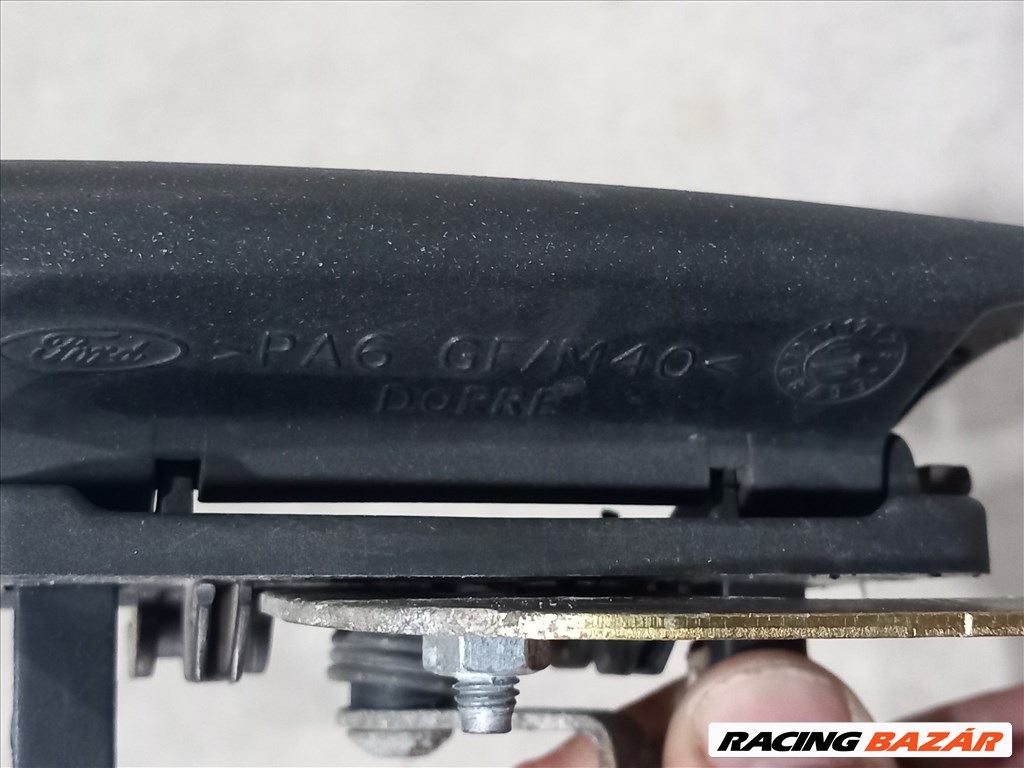 Ford >PA6 GF/M40<
DOPRE
RACING BAZÁR